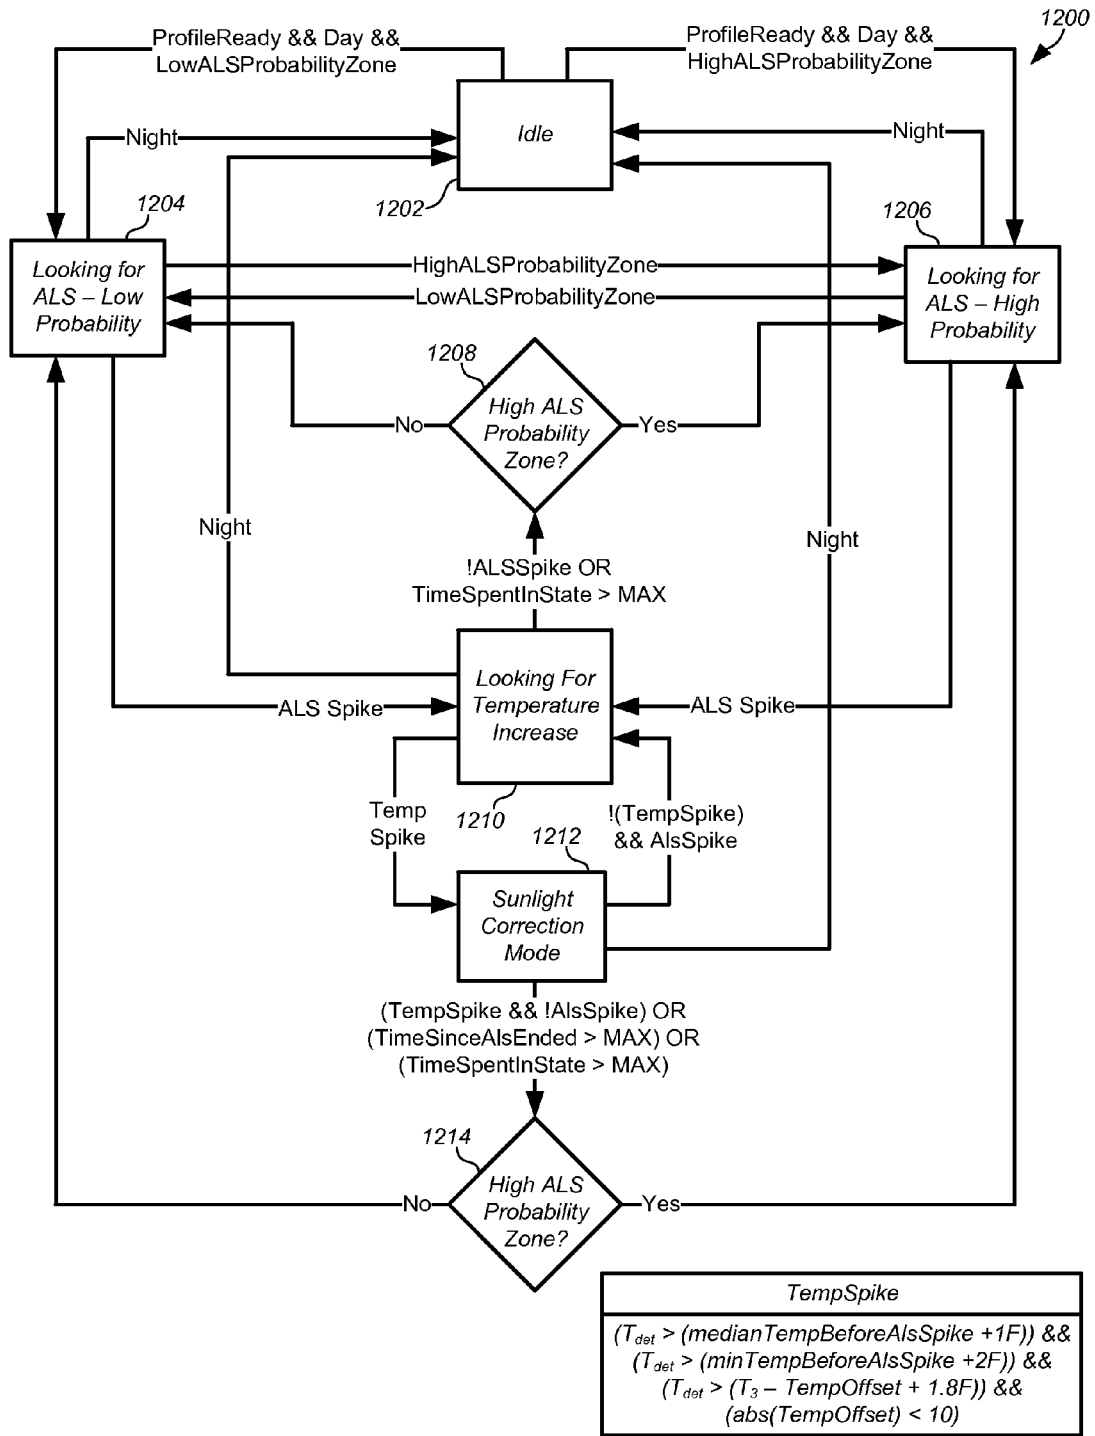 1200
ProfileReady && Day &&
LowALSProbabilityZone
ProfileReady && Day &&
HighALSProbabilityZone
Idle
Night
Night
1202
1204
1206
Looking for
ALS – Low
Probability
HighALSProbabilityZone
LowALSProbabilityZone
Looking for
ALS – High
Probability
1208
High ALS
Probability
Zone?
No
Yes
Night
Night
!ALSSpike OR
TimeSpentInState > MAX
Looking For
Temperature
Increase
ALS Spike
ALS Spike
1210
Temp
Spike
!(TempSpike)
&& AlsSpike
1212
Sunlight
Correction
Mode
(TempSpike && !AlsSpike) OR
(TimeSinceAlsEnded > MAX) OR
(TimeSpentInState > MAX)
1214
High ALS
Probability
Zone?
No
Yes
TempSpike
(Tdet > (medianTempBeforeAlsSpike +1F)) &&
(Tdet > (minTempBeforeAlsSpike +2F)) &&
(Tdet > (T3 – TempOffset + 1.8F)) &&
(abs(TempOffset) < 10)